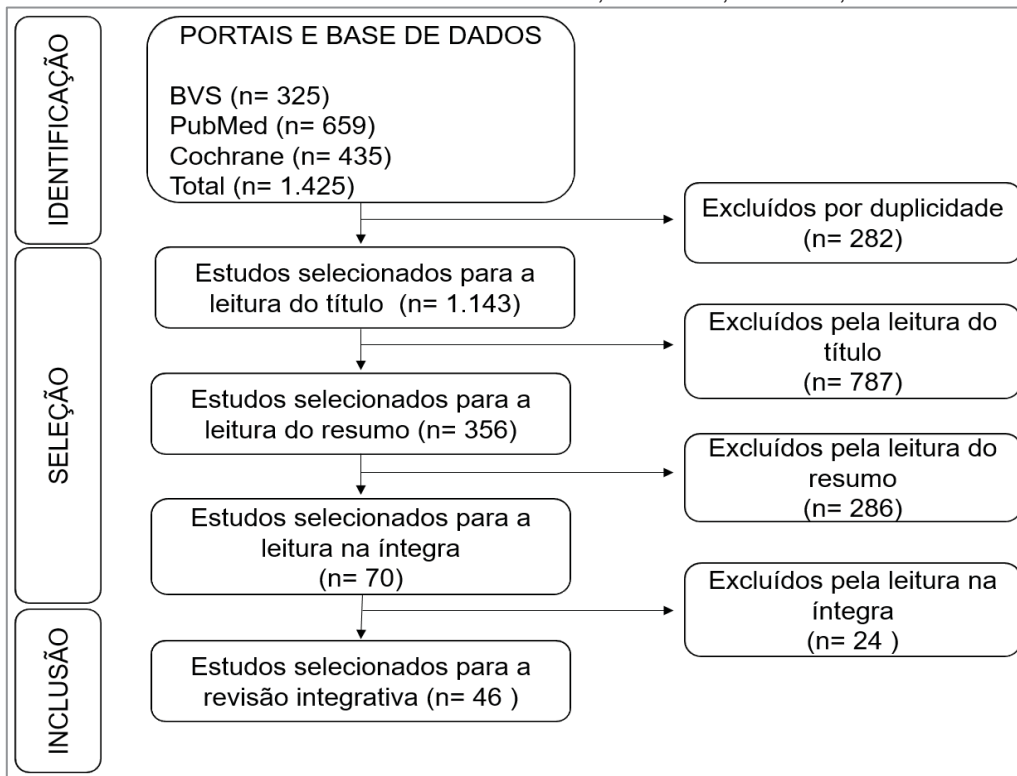 IDENTIFICAÇÃO
PORTAIS E BASE DE DADOS
BVS (n= 325)
PubMed (n= 659)
Cochrane (n= 435)
Total (n= 1.425)
Excluídos por duplicidade
(n= 282)
SELEÇÃO
Estudos selecionados para a
leitura do título (n= 1.143)
Excluídos pela leitura do
título
(n= 787)
Estudos selecionados para a
leitura do resumo (n= 356)
Excluídos pela leitura do
resumo
(n= 286)
Estudos selecionados para a
leitura na íntegra
(n= 70)
Excluídos pela leitura na
íntegra
(n= 24 )
INCLUSÃO
Estudos selecionados para a
revisão integrativa (n= 46 )